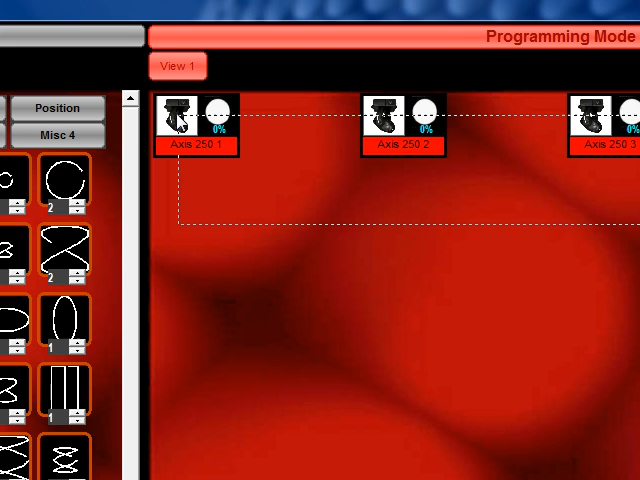 Programming Mode
View 1
Position
Misc 4
0%
0%
0%
Axis 250 1
Axis 250 2
Axis 250 3
2
2
1
1